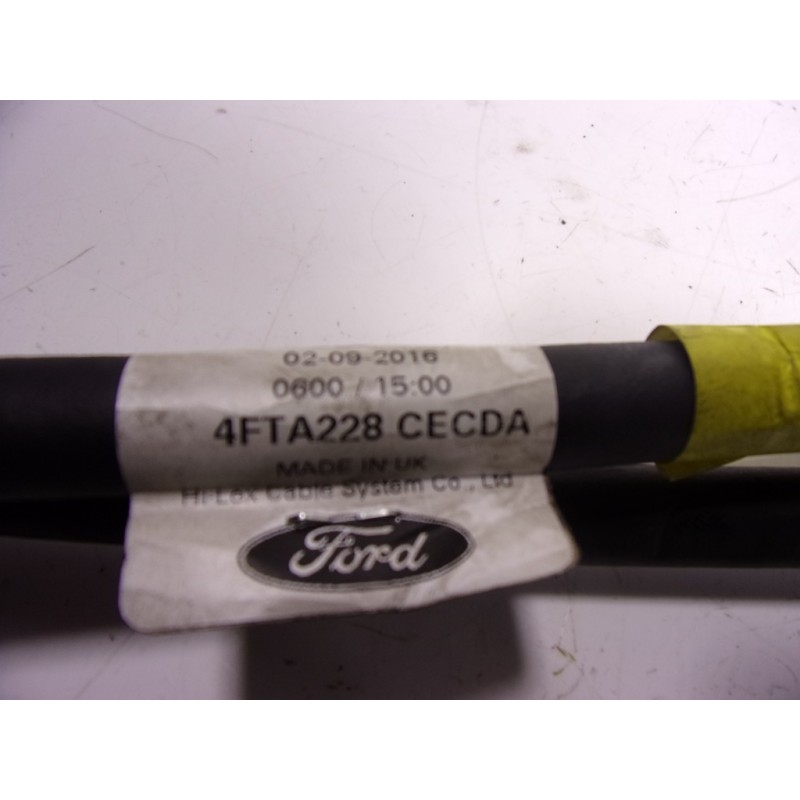 02-09-2016
0600 / 15:00
4FTA228 CECDA
MADE IN UK
Hi-Lex Cable System Co., Ltd.
Ford